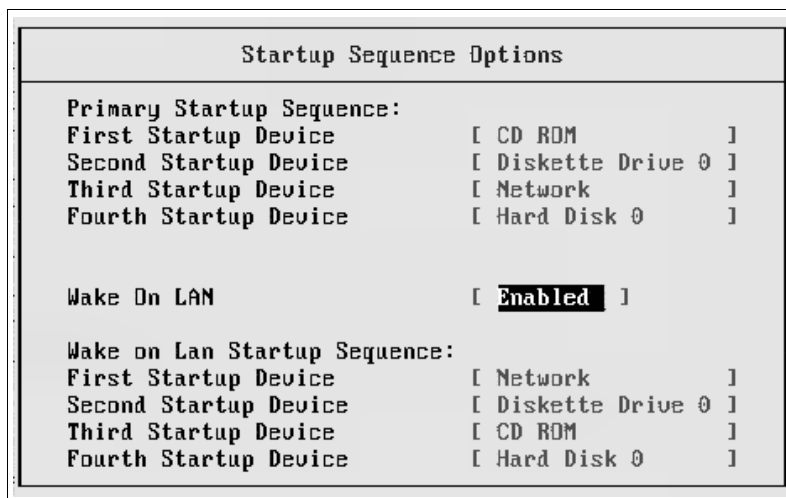 Startup Sequence Options
Primary Startup Sequence:
First Startup Device [ CD ROM ]
Second Startup Device [ Diskette Drive 0 ]
Third Startup Device [ Network ]
Fourth Startup Device [ Hard Disk 0 ]
Wake On LAN [ Enabled ]
Wake on Lan Startup Sequence:
First Startup Device [ Network ]
Second Startup Device [ Diskette Drive 0 ]
Third Startup Device [ CD ROM ]
Fourth Startup Device [ Hard Disk 0 ]